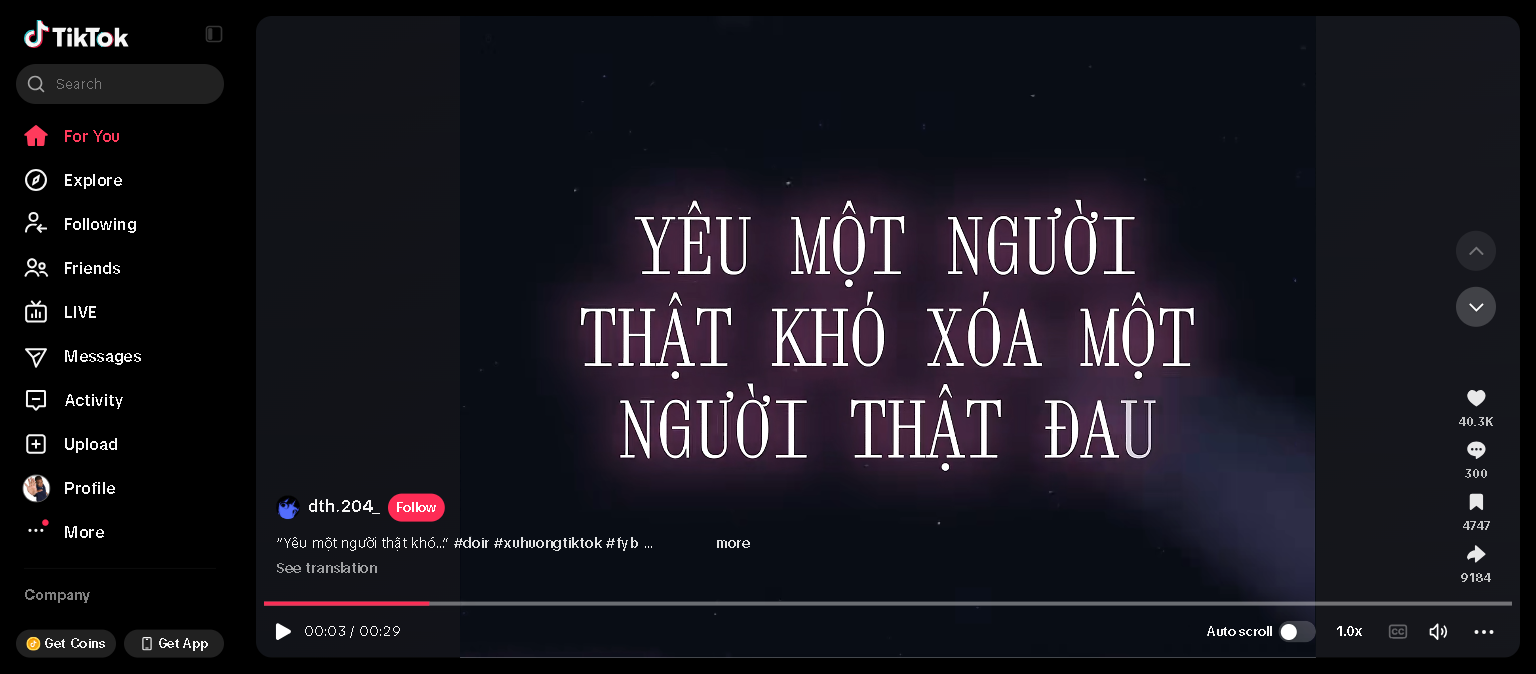 TikTok
Search
For You
Explore
Following
Friends
LIVE
Messages
Activity
Upload
Profile
More
Company
Get Coins
Get App
YÊU MỘT NGƯỜI
THẬT KHÓ XÓA MỘT
NGƯỜI THẬT ĐAU
dth.204_
Follow
"Yêu một người thật khó..." #doir #xuhuongtiktok #fyb ... more
See translation
00:03 / 00:29
40.3K
300
4747
9184
Auto scroll
1.0x
CC